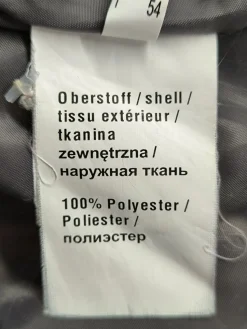 54
Oberstoff / shell /
tissu extérieur /
tkanina
zewnętrzna /
наружная ткань
100% Polyester /
Poliester /
полиэстер